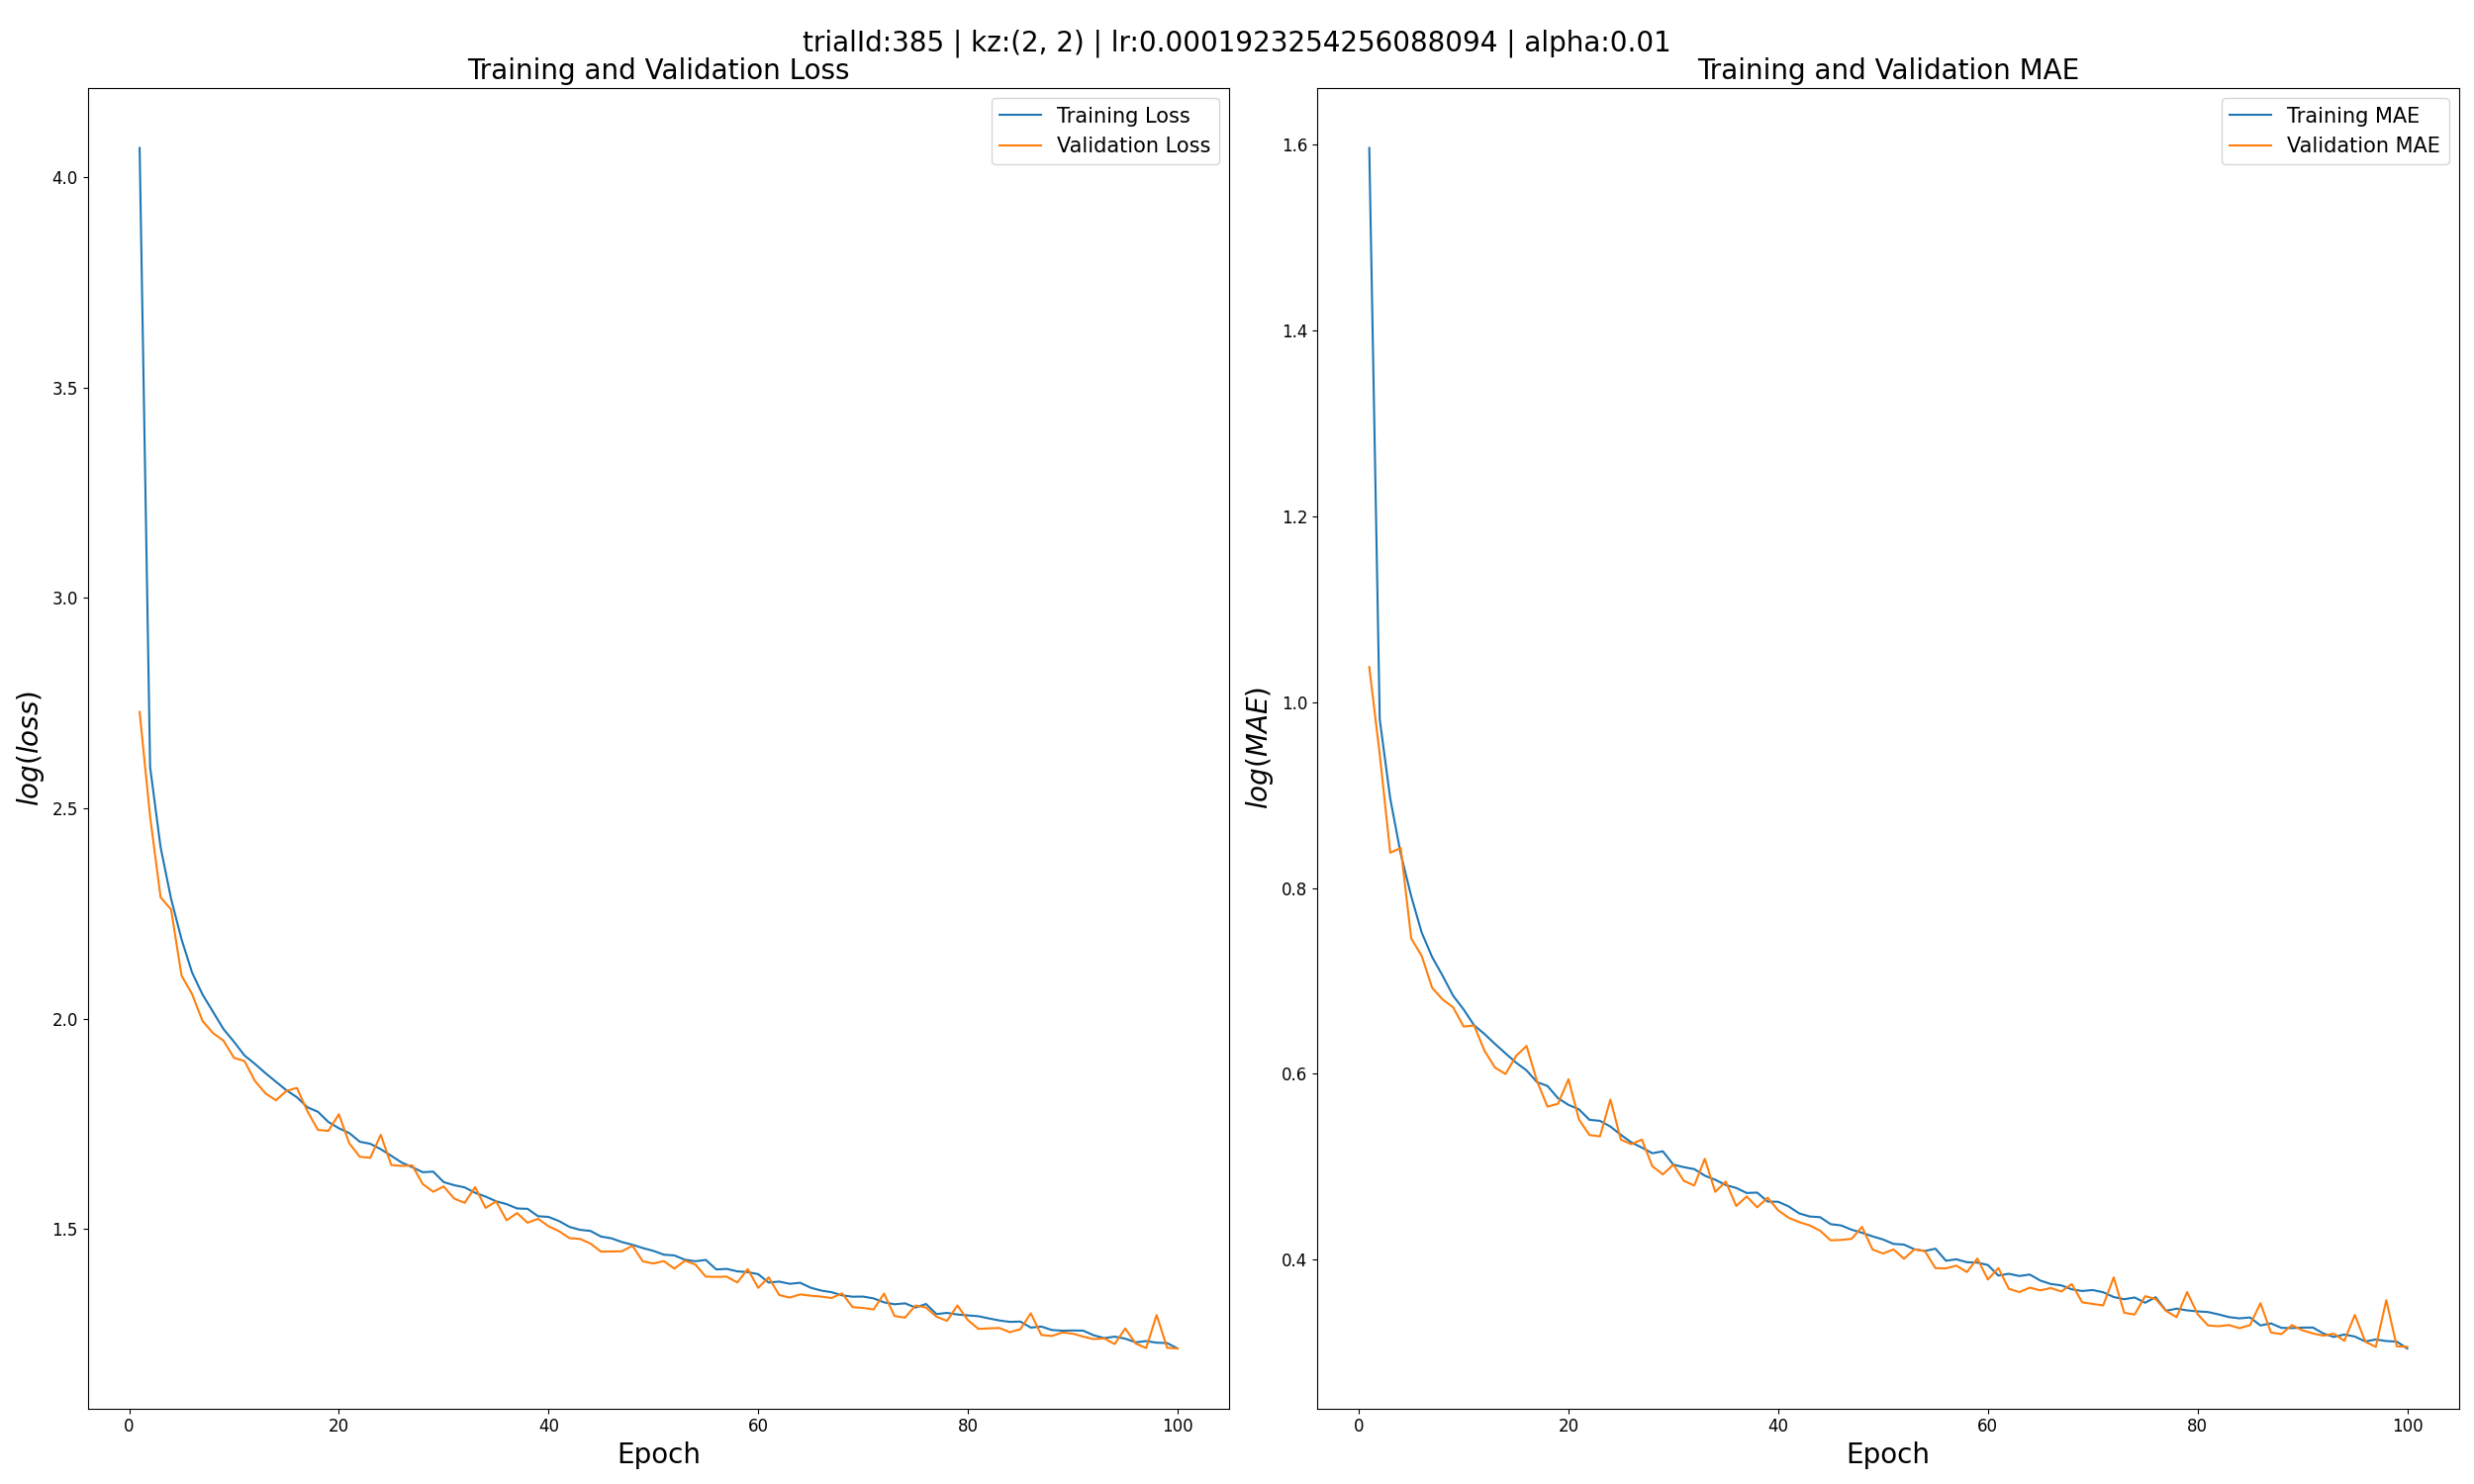 trialId:385 | kz:(2, 2) | lr:0.0001923254256088094 | alpha:0.01
Training and Validation Loss
Training Loss
Validation Loss
4.0
3.5
3.0
2.5
2.0
1.5
log(loss)
0 20 40 60 80 100
Epoch
Training and Validation MAE
Training MAE
Validation MAE
1.6
1.4
1.2
1.0
0.8
0.6
0.4
log(MAE)
0 20 40 60 80 100
Epoch